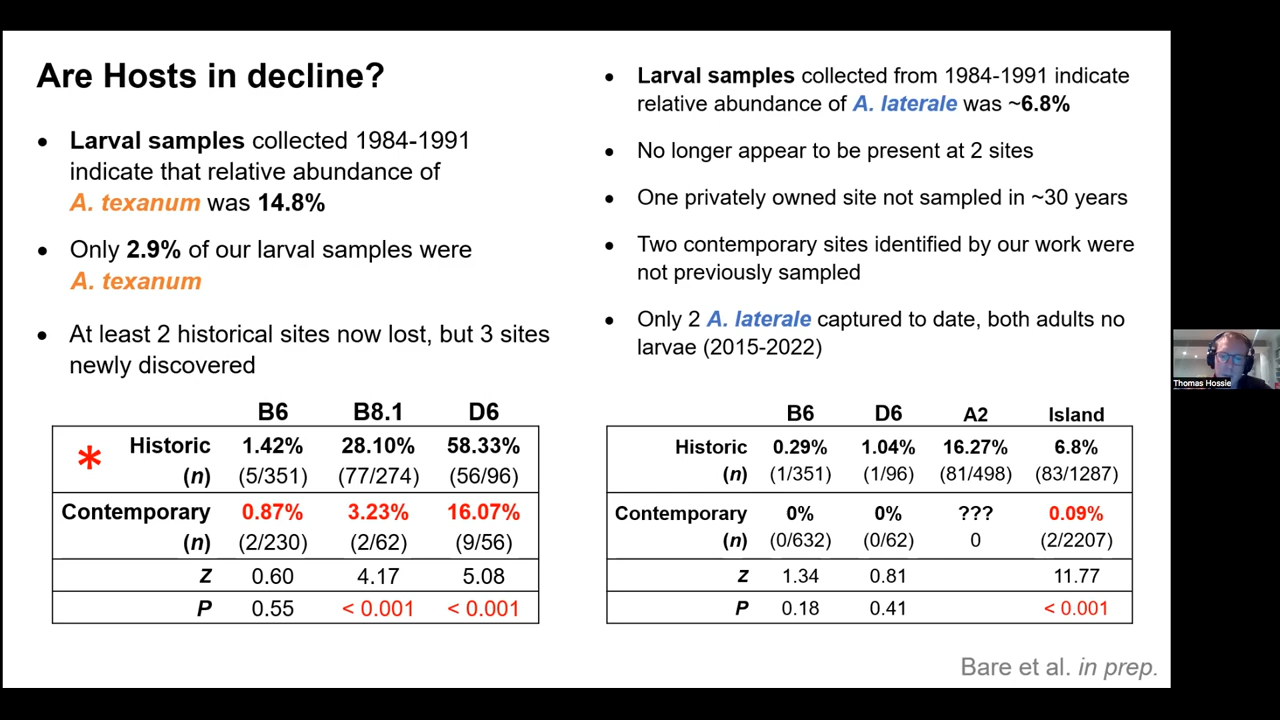 Are Hosts in decline?
• Larval samples collected 1984-1991
indicate that relative abundance of
A. texanum was 14.8%
• Only 2.9% of our larval samples were
A. texanum
• At least 2 historical sites now lost, but 3 sites
newly discovered
B6 B8.1 D6
* Historic 1.42% 28.10% 58.33%
(n) (5/351) (77/274) (56/96)
Contemporary 0.87% 3.23% 16.07%
(n) (2/230) (2/62) (9/56)
Z 0.60 4.17 5.08
P 0.55 < 0.001 < 0.001
• Larval samples collected from 1984-1991 indicate
relative abundance of A. laterale was ~6.8%
• No longer appear to be present at 2 sites
• One privately owned site not sampled in ~30 years
• Two contemporary sites identified by our work were
not previously sampled
• Only 2 A. laterale captured to date, both adults no
larvae (2015-2022)
B6 D6 A2 Island
Historic 0.29% 1.04% 16.27% 6.8%
(n) (1/351) (1/96) (81/498) (83/1287)
Contemporary 0% 0% ??? 0.09%
(n) (0/632) (0/62) 0 (2/2207)
Z 1.34 0.81 11.77
P 0.18 0.41 < 0.001
Bare et al. in prep.
Thomas Hossie